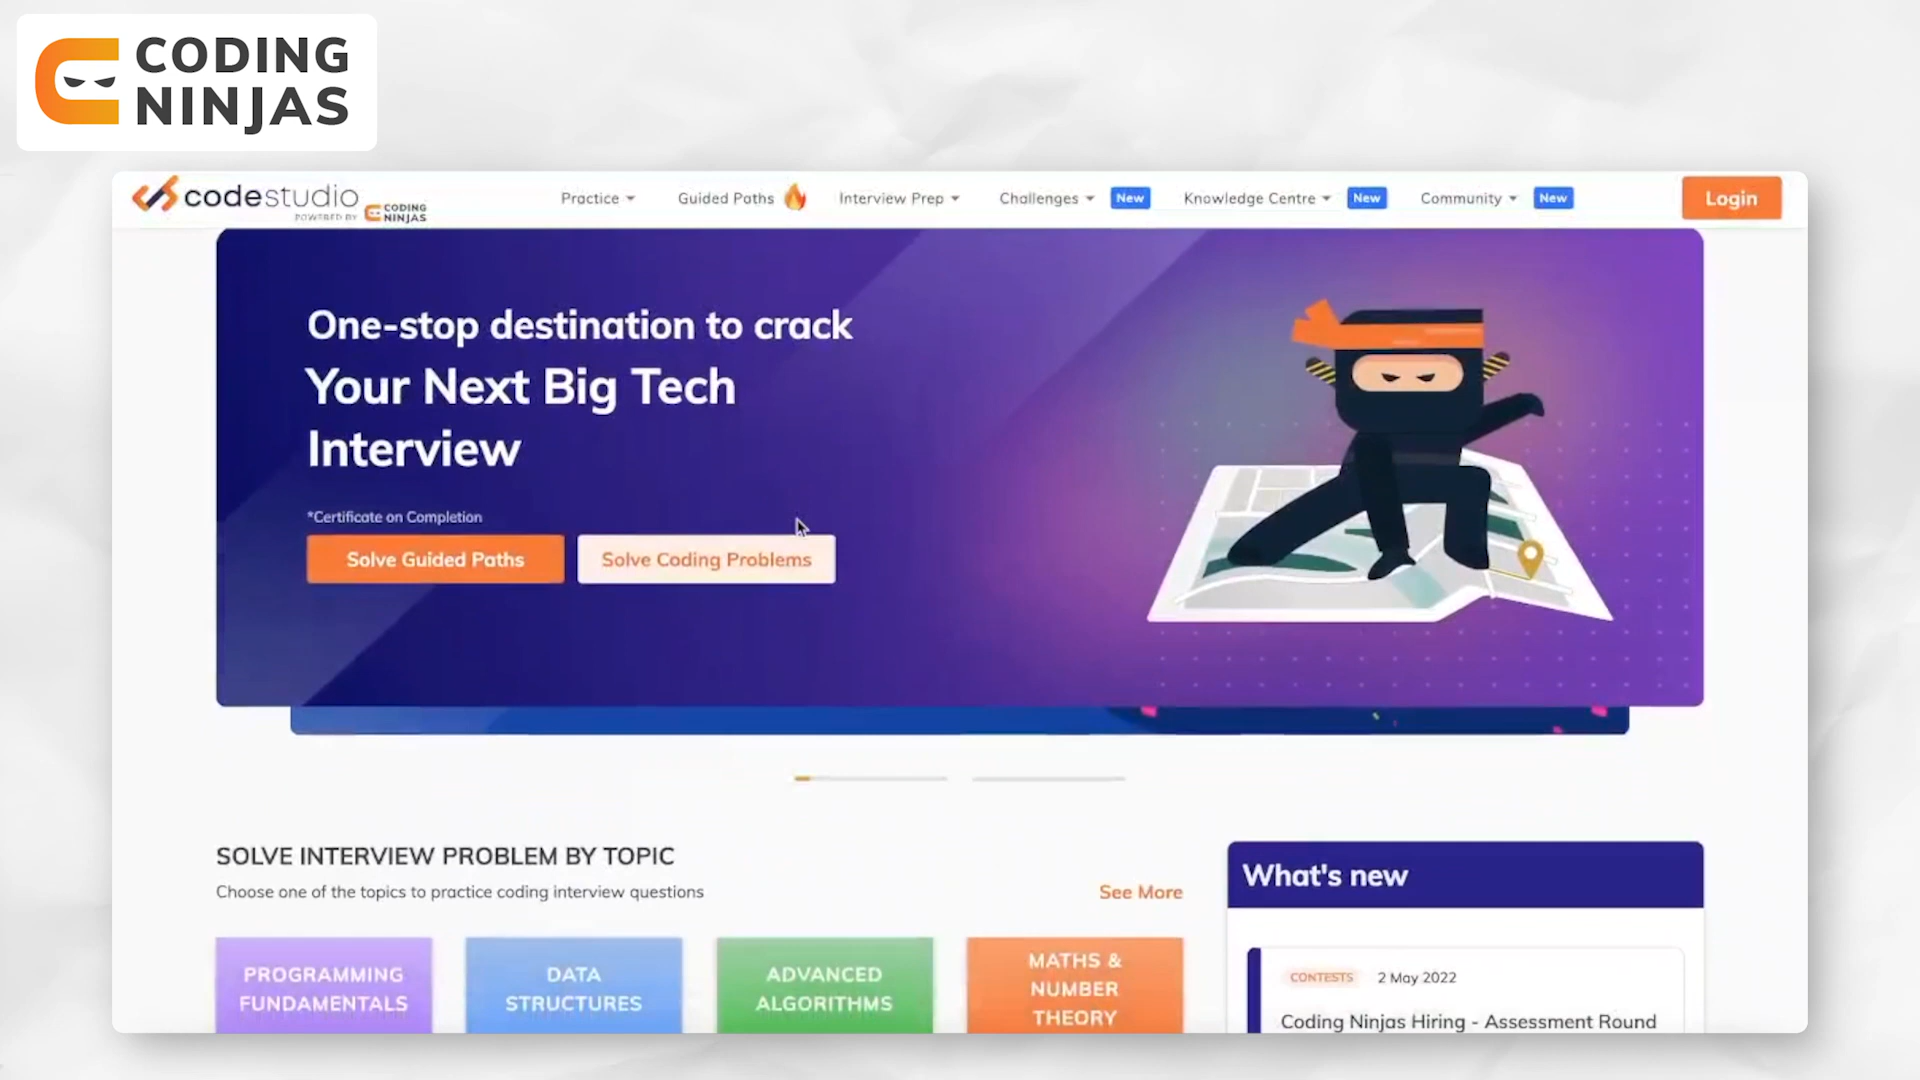 CODING
NINJAS
codestudio
POWERED BY CODING NINJAS
Practice
Guided Paths
Interview Prep
Challenges
New
Knowledge Centre
New
Community
New
Login
One-stop destination to crack
Your Next Big Tech
Interview
*Certificate on Completion
Solve Guided Paths
Solve Coding Problems
SOLVE INTERVIEW PROBLEM BY TOPIC
Choose one of the topics to practice coding interview questions
See More
PROGRAMMING
FUNDAMENTALS
DATA
STRUCTURES
ADVANCED
ALGORITHMS
MATHS &
NUMBER
THEORY
What's new
CONTESTS
2 May 2022
Coding Ninjas Hiring - Assessment Round